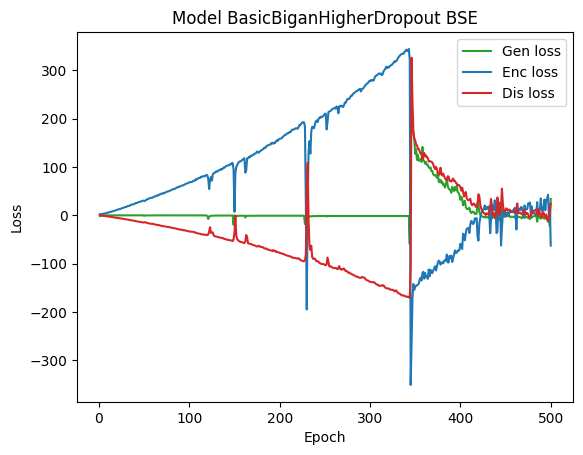 Model BasicBiganHigherDropout BSE
Gen loss
Enc loss
Dis loss
Loss
300
200
100
0
−100
−200
−300
0 100 200 300 400 500
Epoch